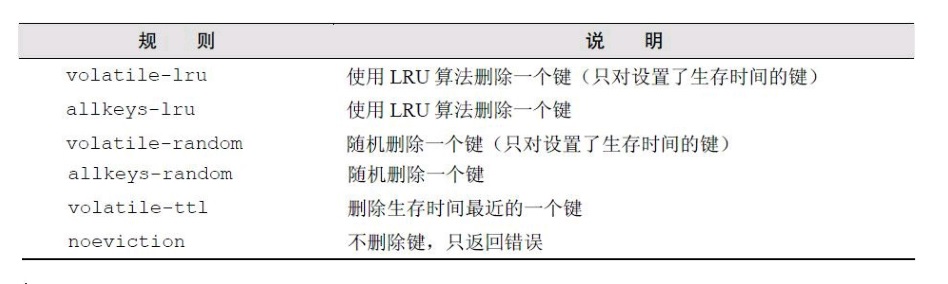 规 则 说 明
volatile-lru 使用 LRU 算法删除一个键（只对设置了生存时间的键）
allkeys-lru 使用 LRU 算法删除一个键
volatile-random 随机删除一个键（只对设置了生存时间的键）
allkeys-random 随机删除一个键
volatile-ttl 删除生存时间最近的一个键
noeviction 不删除键，只返回错误